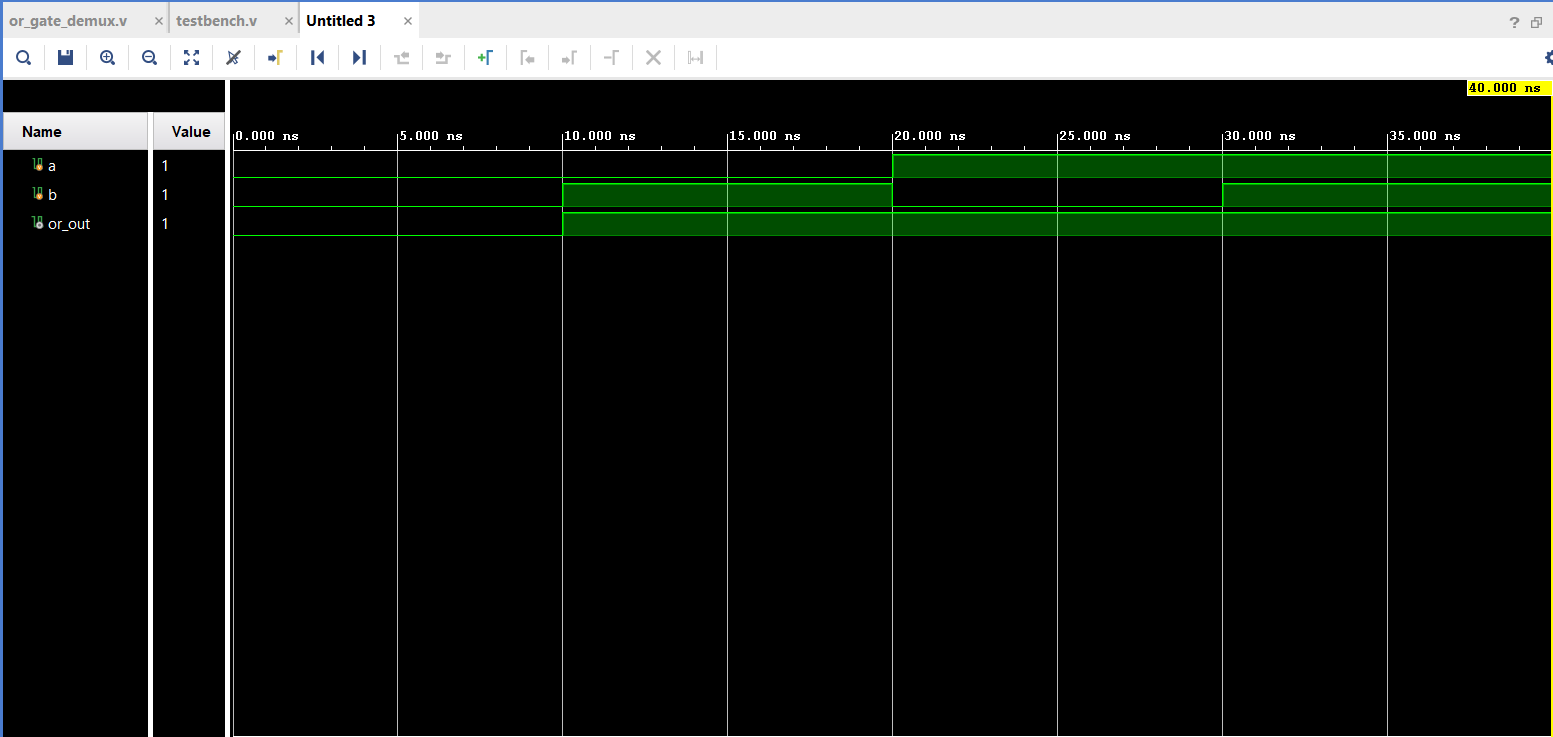 or_gate_demux.v × testbench.v × Untitled 3 ×
?
40.000 ns
Name Value 0.000 ns 5.000 ns 10.000 ns 15.000 ns 20.000 ns 25.000 ns 30.000 ns 35.000 ns
a 1
b 1
or_out 1